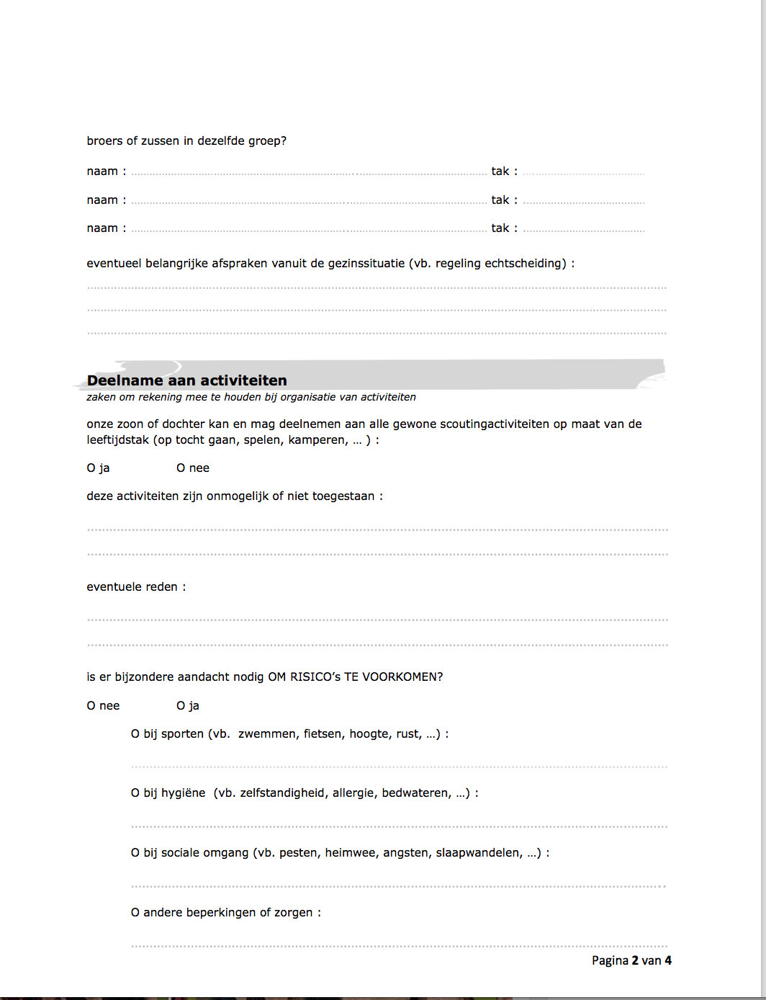 broers of zussen in dezelfde groep?
naam : ........................................................ tak : ........................................
naam : ........................................................ tak : ........................................
naam : ........................................................ tak : ........................................
eventueel belangrijke afspraken vanuit de gezinssituatie (vb. regeling echtscheiding) :
................................................................................
................................................................................
................................................................................
Deelname aan activiteiten
zaken om rekening mee te houden bij organisatie van activiteiten
onze zoon of dochter kan en mag deelnemen aan alle gewone scoutingactiviteiten op maat van de
leeftijdstak (op tocht gaan, spelen, kamperen, ... ) :
O ja O nee
deze activiteiten zijn onmogelijk of niet toegestaan :
................................................................................
................................................................................
eventuele reden :
................................................................................
................................................................................
is er bijzondere aandacht nodig OM RISICO’s TE VOORKOMEN?
O nee O ja
O bij sporten (vb.  zwemmen, fietsen, hoogte, rust, ...) :
................................................................................
O bij hygiëne  (vb. zelfstandigheid, allergie, bedwateren, ...) :
................................................................................
O bij sociale omgang (vb. pesten, heimwee, angsten, slaapwandelen, ...) :
................................................................................
O andere beperkingen of zorgen :
................................................................................
Pagina 2 van 4